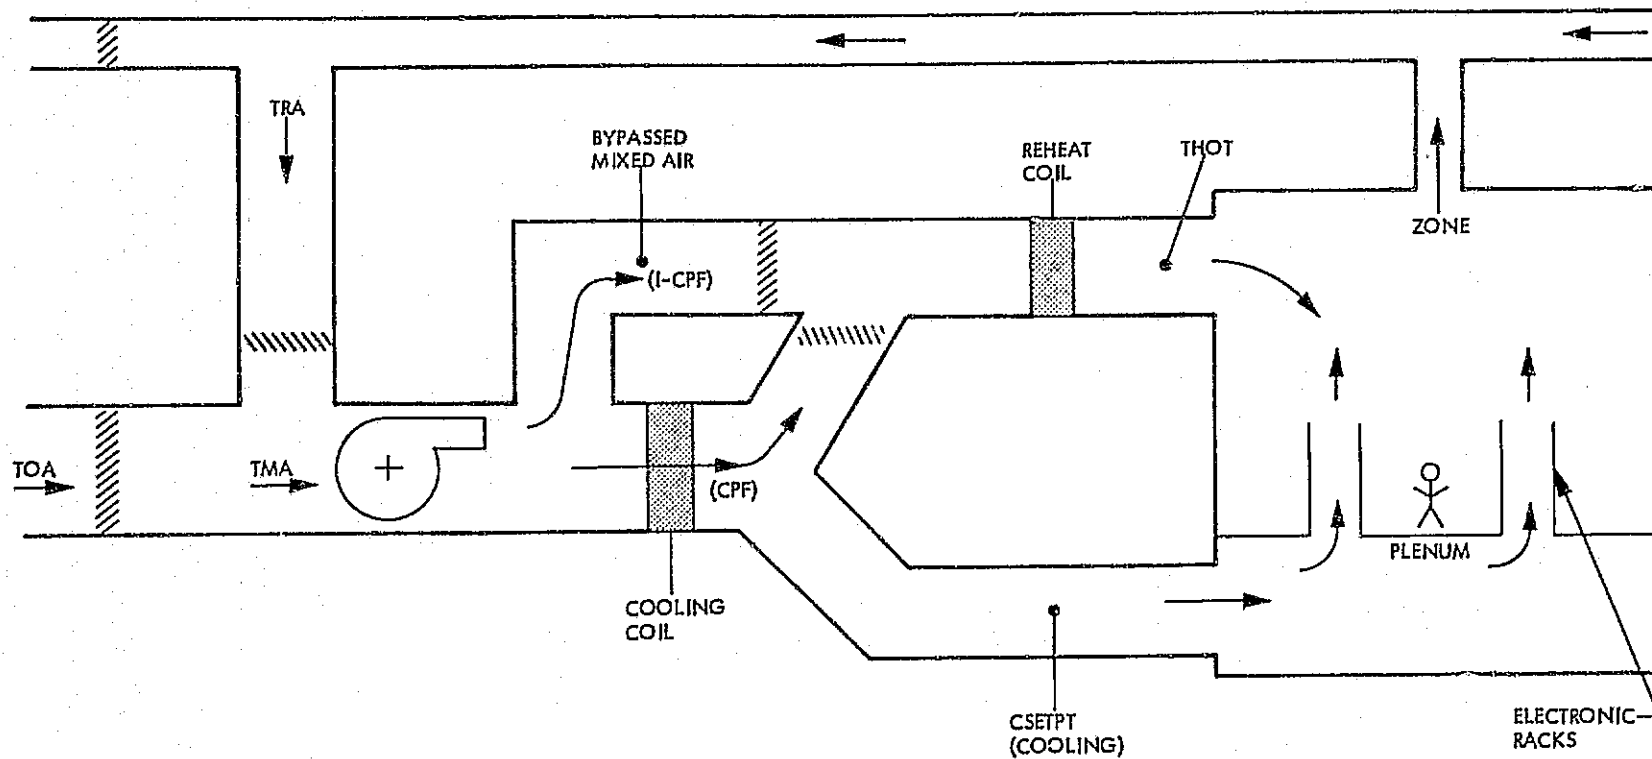 TRA
BYPASSED
MIXED AIR
REHEAT
COIL
THOT
ZONE
(I-CPF)
TOA
TMA
(CPF)
PLENUM
COOLING
COIL
CSETPT
(COOLING)
ELECTRONIC—
RACKS